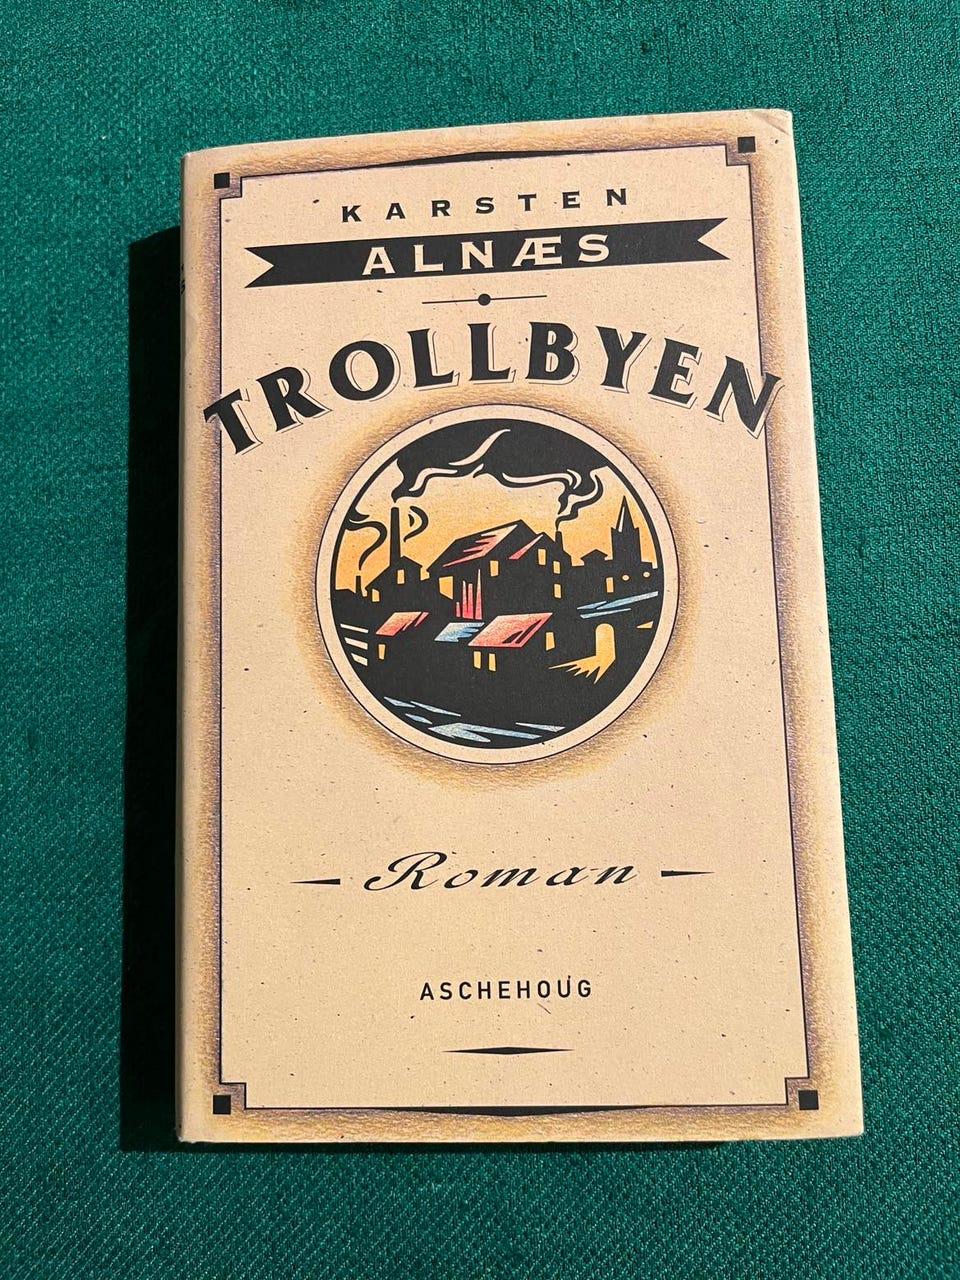 KARSTEN
ALNÆS
TROLLBYEN
Roman
ASCHEHOUG